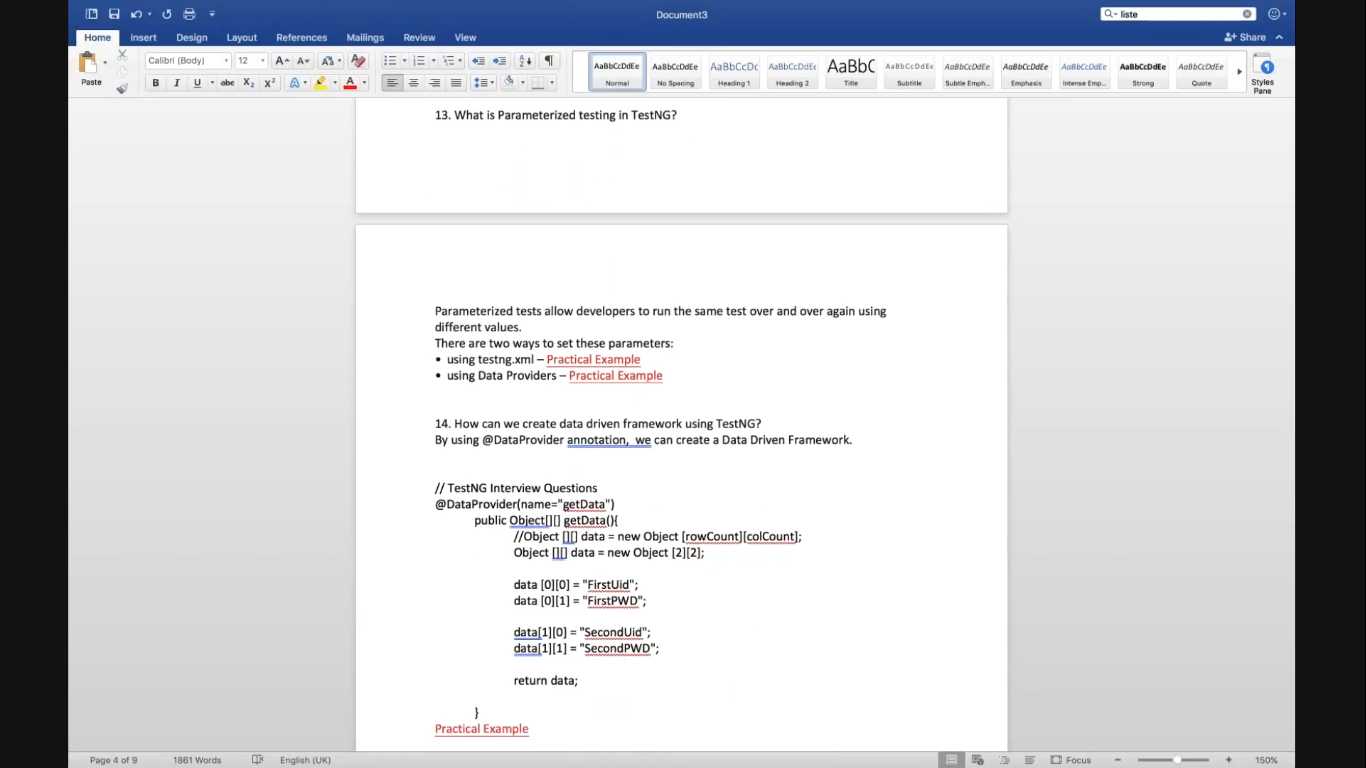 Document3
liste
Home Insert Design Layout References Mailings Review View
Share
Paste
Calibri (Body) 12
AaBbCcDdEe AaBbCcDdEe AaBbCcDc AaBbCcDdEe AaBbC AaBbCcDdEe AaBbCcDdEe AaBbCcDdEe AaBbCcDdEe AaBbCcDdEe AaBbCcDdEe
Normal No Spacing Heading 1 Heading 2 Title Subtitle Subtle Emph... Emphasis Intense Emp... Strong Quote
Styles
Pane
13. What is Parameterized testing in TestNG?
Parameterized tests allow developers to run the same test over and over again using
different values.
There are two ways to set these parameters:
• using testng.xml – Practical Example
• using Data Providers – Practical Example
14. How can we create data driven framework using TestNG?
By using @DataProvider annotation,  we can create a Data Driven Framework.
// TestNG Interview Questions
@DataProvider(name="getData")
public Object[][] getData(){
//Object [][] data = new Object [rowCount][colCount];
Object [][] data = new Object [2][2];
data [0][0] = "FirstUid";
data [0][1] = "FirstPWD";
data[1][0] = "SecondUid";
data[1][1] = "SecondPWD";
return data;
}
Practical Example
Page 4 of 9 1861 Words English (UK) Focus 150%